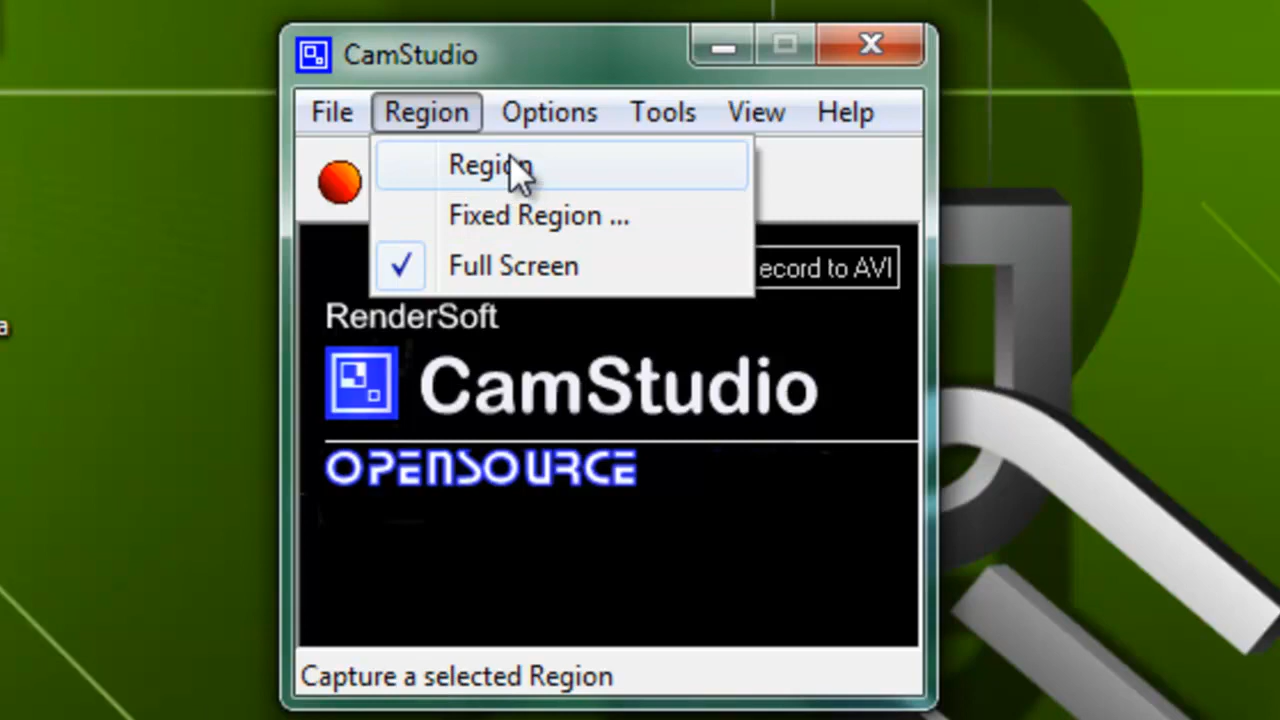 CamStudio
File Region Options Tools View Help
Region
Fixed Region ...
Full Screen
ecord to AVI
RenderSoft
CamStudio
OPENSOURCE
Capture a selected Region
a